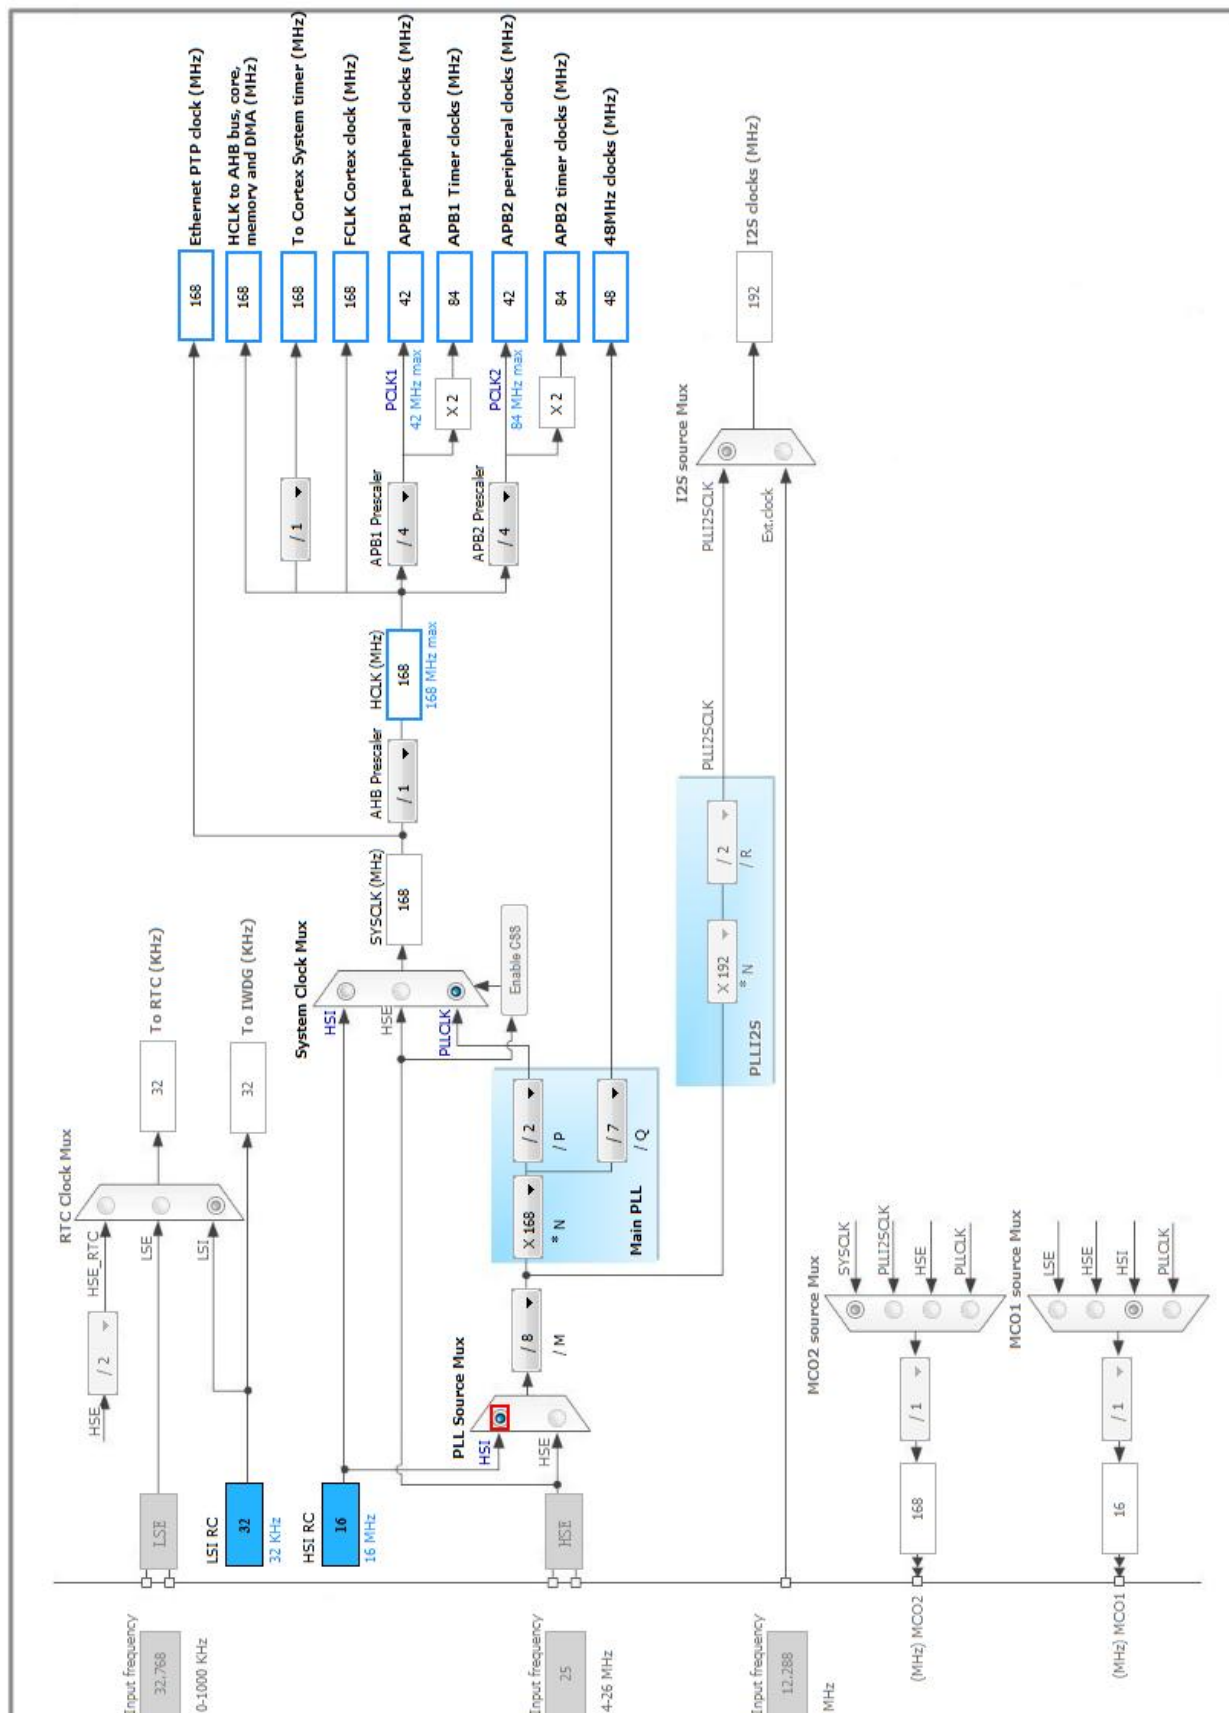 Input frequency
32.768
0-1000 KHz
LSE
HSE
/ 2
HSE_RTC
LSE
LSI
RTC Clock Mux
32
To RTC (KHz)
LSI RC
32
32 KHz
32
To IWDG (KHz)
HSI RC
16
16 MHz
Input frequency
25
4-26 MHz
HSE
PLL Source Mux
HSI
HSE
/ 8
/ M
X 168
* N
/ 2
/ P
/ 7
/ Q
Main PLL
System Clock Mux
HSI
HSE
PLLCLK
Enable CSS
SYSCLK (MHz)
168
AHB Prescaler
/ 1
HCLK (MHz)
168
168 MHz max
/ 1
APB1 Prescaler
/ 4
PCLK1
42 MHz max
X 2
APB2 Prescaler
/ 4
PCLK2
84 MHz max
X 2
168
Ethernet PTP clock (MHz)
168
HCLK to AHB bus, core,
memory and DMA (MHz)
168
To Cortex System timer (MHz)
168
FCLK Cortex clock (MHz)
42
APB1 peripheral clocks (MHz)
84
APB1 Timer clocks (MHz)
42
APB2 peripheral clocks (MHz)
84
APB2 timer clocks (MHz)
48
48MHz clocks (MHz)
X 192
* N
/ 2
/ R
PLLI2S
PLLI2SCLK
PLLI2SCLK
Ext.clock
I2S source Mux
192
I2S clocks (MHz)
Input frequency
12.288
MHz
MCO2 source Mux
SYSCLK
PLLI2SCLK
HSE
PLLCLK
/ 1
168
(MHz) MCO2
MCO1 source Mux
LSE
HSE
HSI
PLLCLK
/ 1
16
(MHz) MCO1